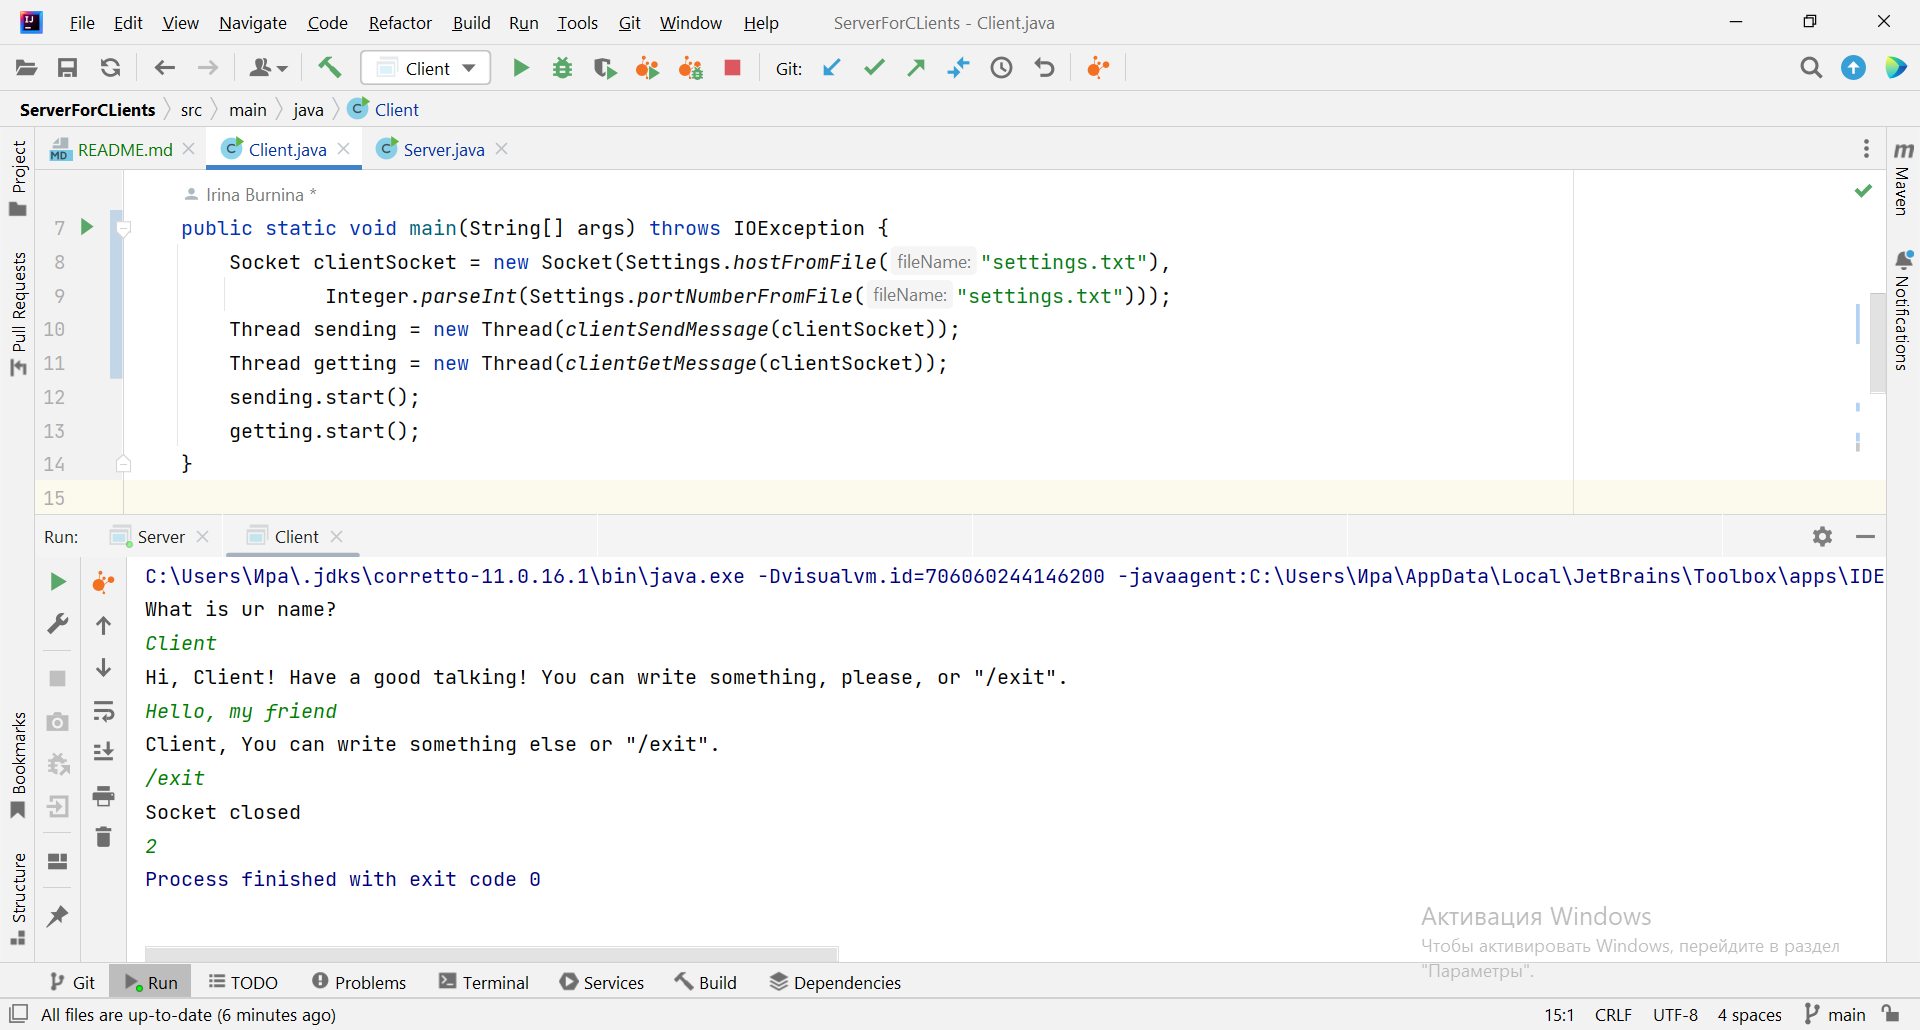 File Edit View Navigate Code Refactor Build Run Tools Git Window Help ServerForCLients - Client.java
Client Git:
ServerForCLients src main java Client
README.md Client.java Server.java
Irina Burnina *
7 public static void main(String[] args) throws IOException {
8 Socket clientSocket = new Socket(Settings.hostFromFile( fileName: "settings.txt"),
9 Integer.parseInt(Settings.portNumberFromFile( fileName: "settings.txt")));
10 Thread sending = new Thread(clientSendMessage(clientSocket));
11 Thread getting = new Thread(clientGetMessage(clientSocket));
12 sending.start();
13 getting.start();
14 }
15
Project
Pull Requests
Bookmarks
Structure
Maven
Notifications
Run: Server Client
C:\Users\Ира\.jdks\corretto-11.0.16.1\bin\java.exe -Dvisualvm.id=706060244146200 -javaagent:C:\Users\Ира\AppData\Local\JetBrains\Toolbox\apps\IDE
What is ur name?
Client
Hi, Client! Have a good talking! You can write something, please, or "/exit".
Hello, my friend
Client, You can write something else or "/exit".
/exit
Socket closed
2
Process finished with exit code 0
Активация Windows
Чтобы активировать Windows, перейдите в раздел
"Параметры".
Git Run TODO Problems Terminal Services Build Dependencies
All files are up-to-date (6 minutes ago) 15:1 CRLF UTF-8 4 spaces main